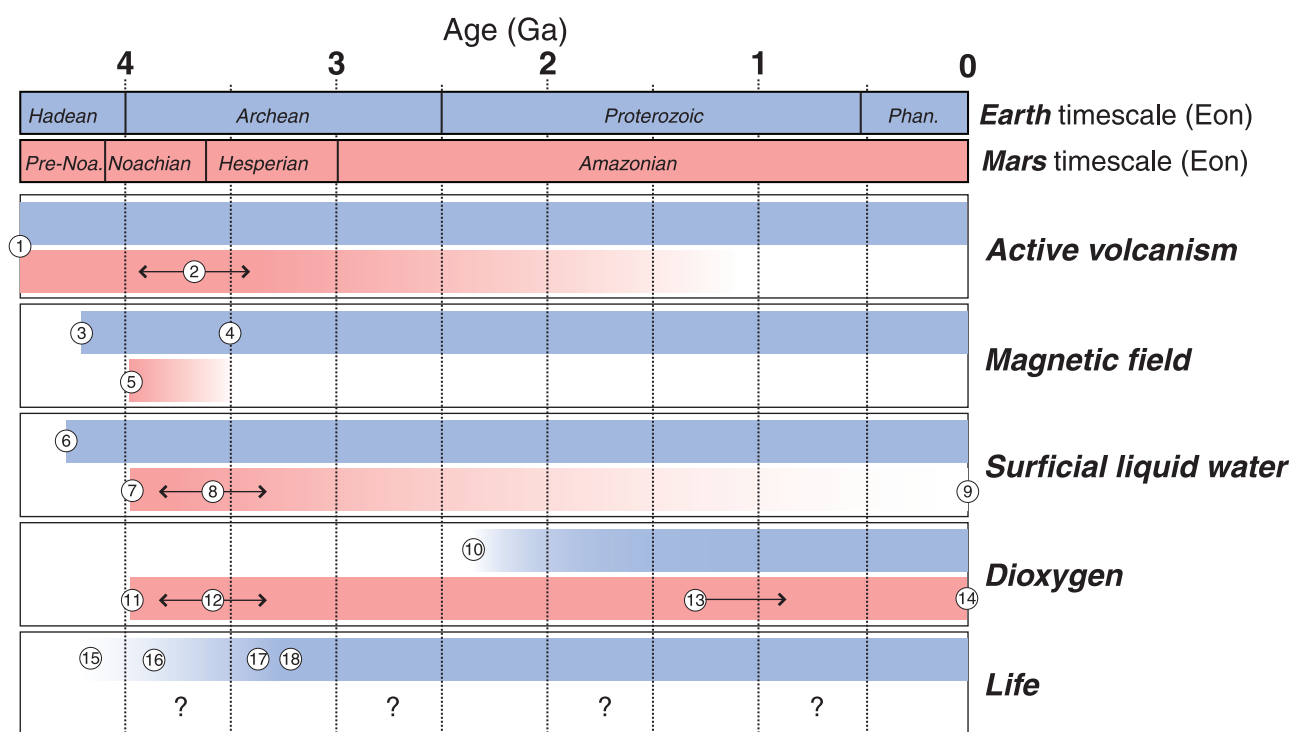 Age (Ga)
4 3 2 1 0
Hadean Archean Proterozoic Phan. Earth timescale (Eon)
Pre-Noa. Noachian Hesperian Amazonian Mars timescale (Eon)
1 2 Active volcanism
3 4 5 Magnetic field
6 7 8 9 Surficial liquid water
10 11 12 13 14 Dioxygen
15 16 17 18 Life
? ? ? ?